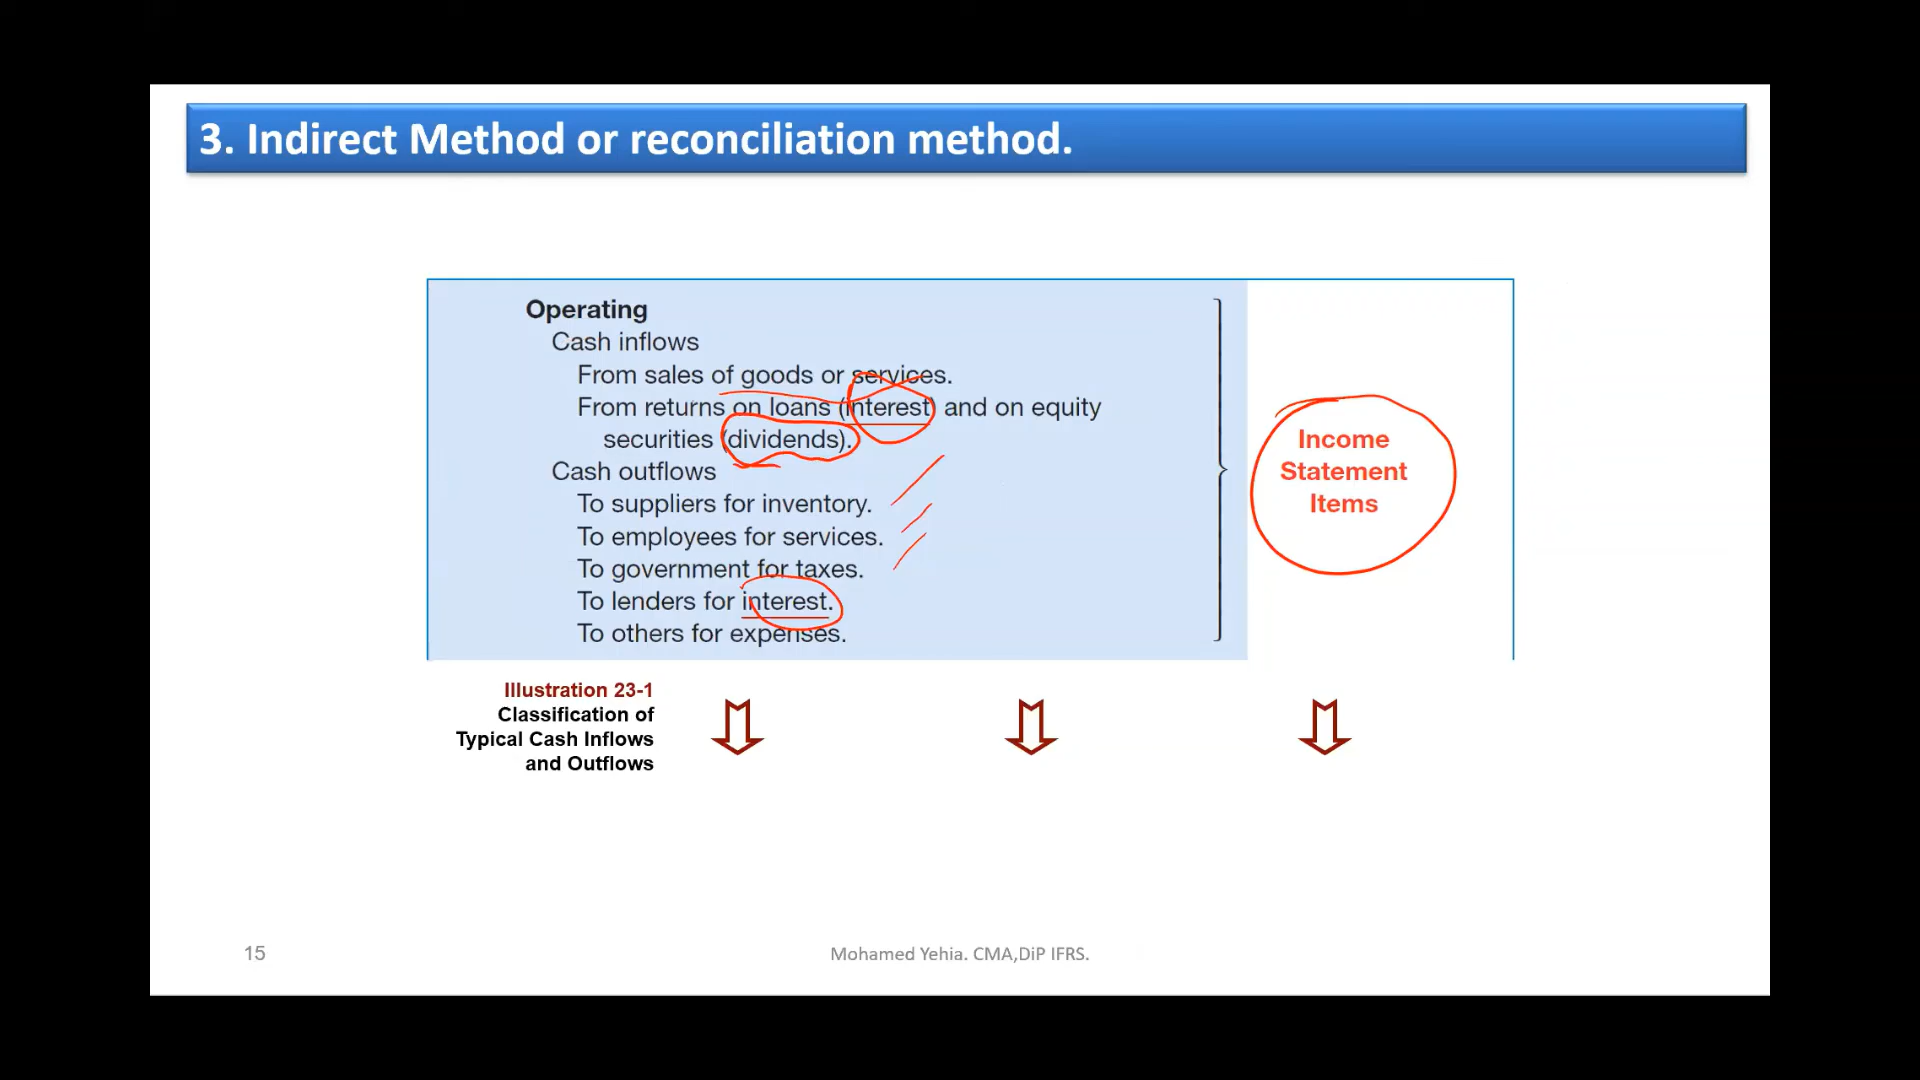 3. Indirect Method or reconciliation method.
Operating
Cash inflows
From sales of goods or services.
From returns on loans (interest) and on equity
securities (dividends).
Cash outflows
To suppliers for inventory.
To employees for services.
To government for taxes.
To lenders for interest.
To others for expenses.
Income
Statement
Items
Illustration 23-1
Classification of
Typical Cash Inflows
and Outflows
15
Mohamed Yehia. CMA,DiP IFRS.